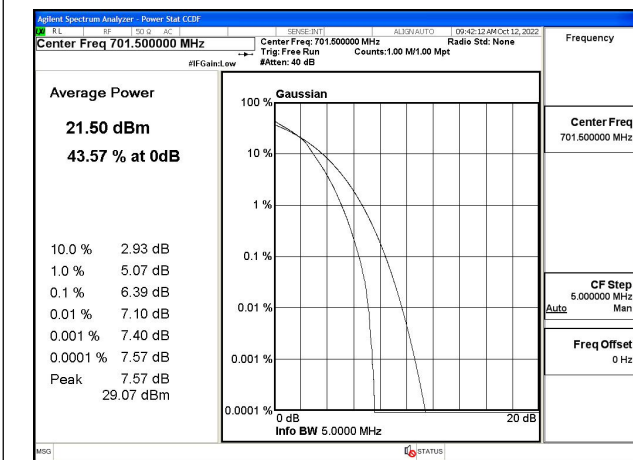 Agilent Spectrum Analyzer - Power Stat CCDF
RL RF 50 Ω AC SENSE:INT ALIGN AUTO 09:42:12 AM Oct 12, 2022
Center Freq 701.500000 MHz
Center Freq: 701.500000 MHz Radio Std: None
Trig: Free Run Counts:1.00 M/1.00 Mpt
#IFGain:Low #Atten: 40 dB
Frequency
Average Power
21.50 dBm
43.57 % at 0dB
10.0 % 2.93 dB
1.0 % 5.07 dB
0.1 % 6.39 dB
0.01 % 7.10 dB
0.001 % 7.40 dB
0.0001 % 7.57 dB
Peak 7.57 dB
29.07 dBm
Gaussian
100 %
10 %
1 %
0.1 %
0.01 %
0.001 %
0.0001 %
0 dB 20 dB
Info BW 5.0000 MHz
Center Freq
701.500000 MHz
CF Step
5.000000 MHz
Auto Man
Freq Offset
0 Hz
MSG STATUS